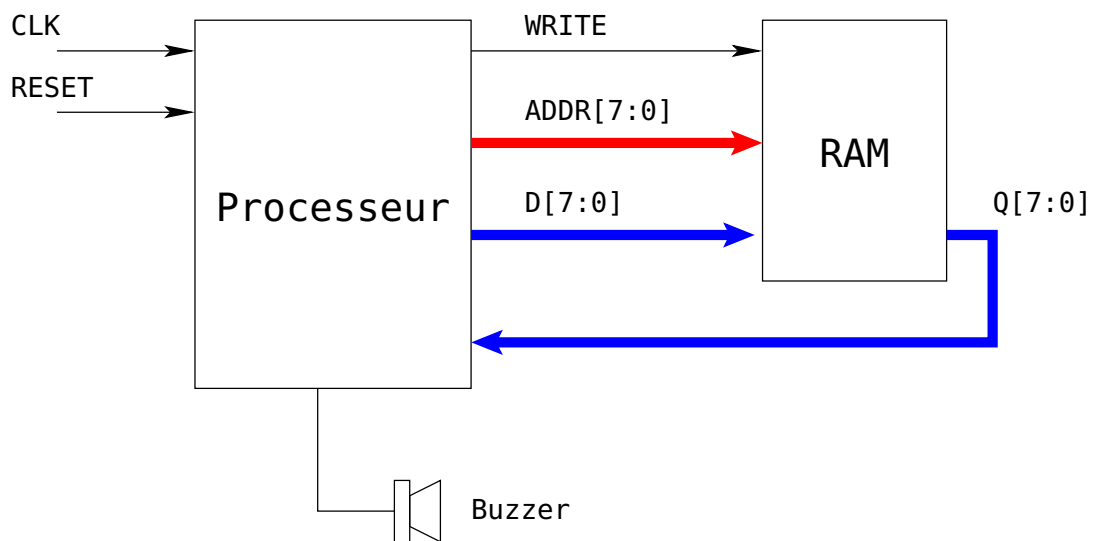 CLK
WRITE
RESET
ADDR[7:0]
RAM
Processeur
D[7:0]
Q[7:0]
Buzzer